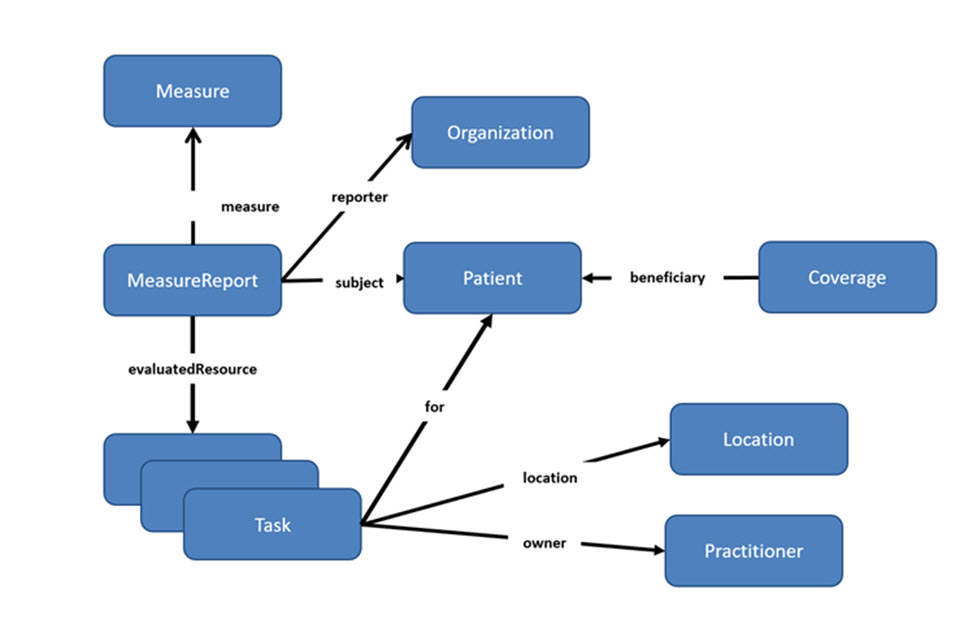 Measure
Organization
reporter
measure
MeasureReport
subject
Patient
beneficiary
Coverage
evaluatedResource
for
Location
location
Task
owner
Practitioner